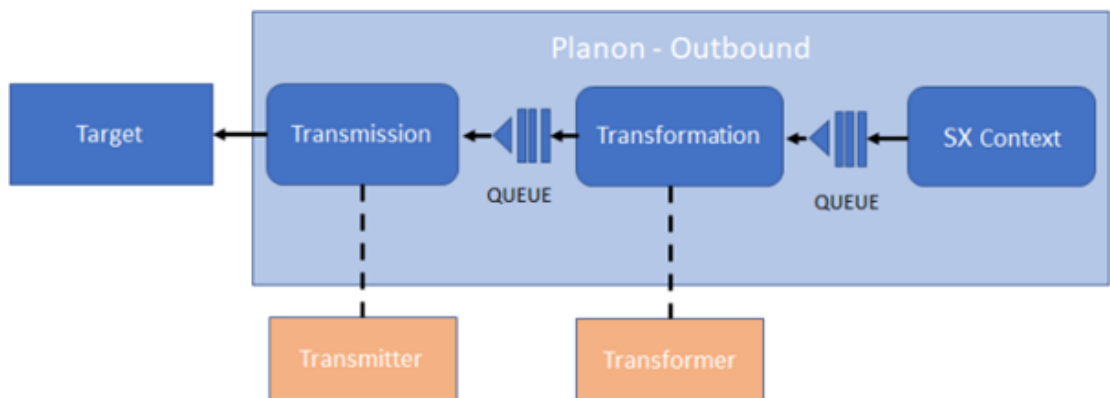 Planon - Outbound
Target
Transmission
QUEUE
Transformation
QUEUE
SX Context
Transmitter
Transformer